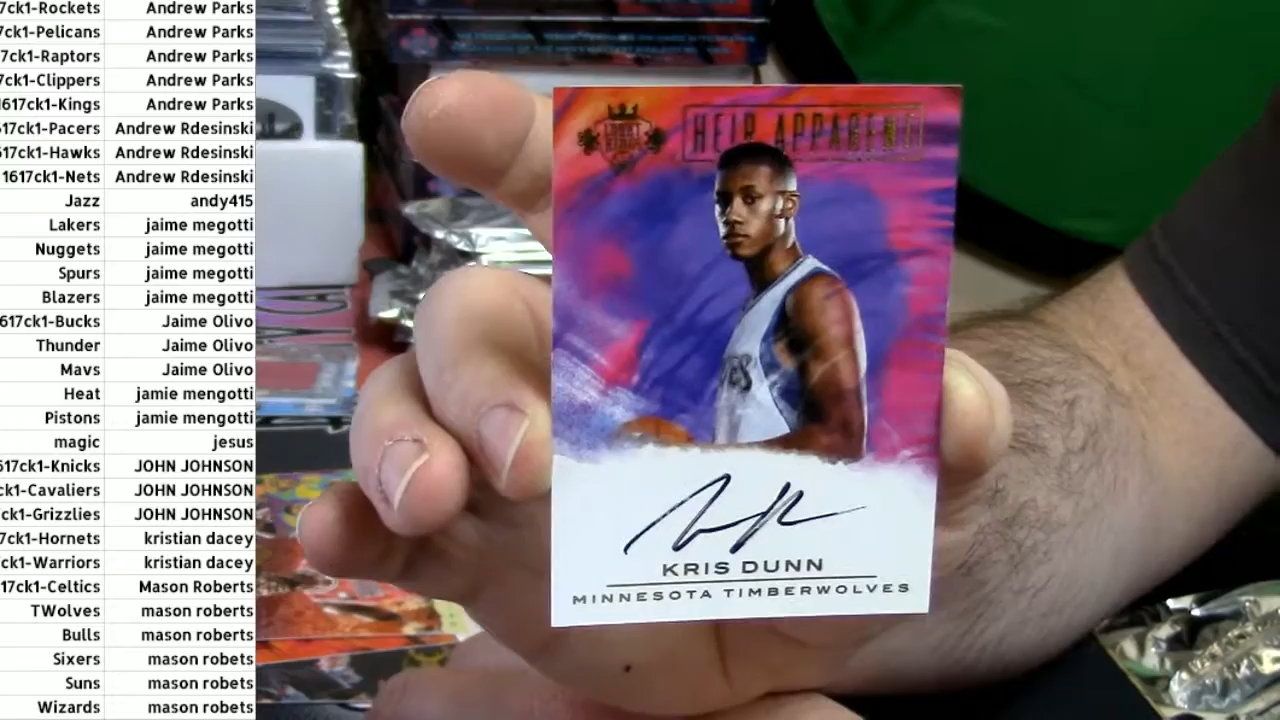 7ck1-Rockets Andrew Parks
7ck1-Pelicans Andrew Parks
7ck1-Raptors Andrew Parks
7ck1-Clippers Andrew Parks
1617ck1-Kings Andrew Parks
617ck1-Pacers Andrew Rdesinski
617ck1-Hawks Andrew Rdesinski
1617ck1-Nets Andrew Rdesinski
Jazz andy415
Lakers jaime megotti
Nuggets jaime megotti
Spurs jaime megotti
Blazers jaime megotti
617ck1-Bucks Jaime Olivo
Thunder Jaime Olivo
Mavs Jaime Olivo
Heat jamie mengotti
Pistons jamie mengotti
magic jesus
617ck1-Knicks JOHN JOHNSON
ck1-Cavaliers JOHN JOHNSON
ck1-Grizzlies JOHN JOHNSON
7ck1-Hornets kristian dacey
ck1-Warriors kristian dacey
17ck1-Celtics Mason Roberts
TWolves mason roberts
Bulls mason roberts
Sixers mason robets
Suns mason robets
Wizards mason robets
COURT KINGS
HEIR APPARENT
KRIS DUNN
MINNESOTA TIMBERWOLVES